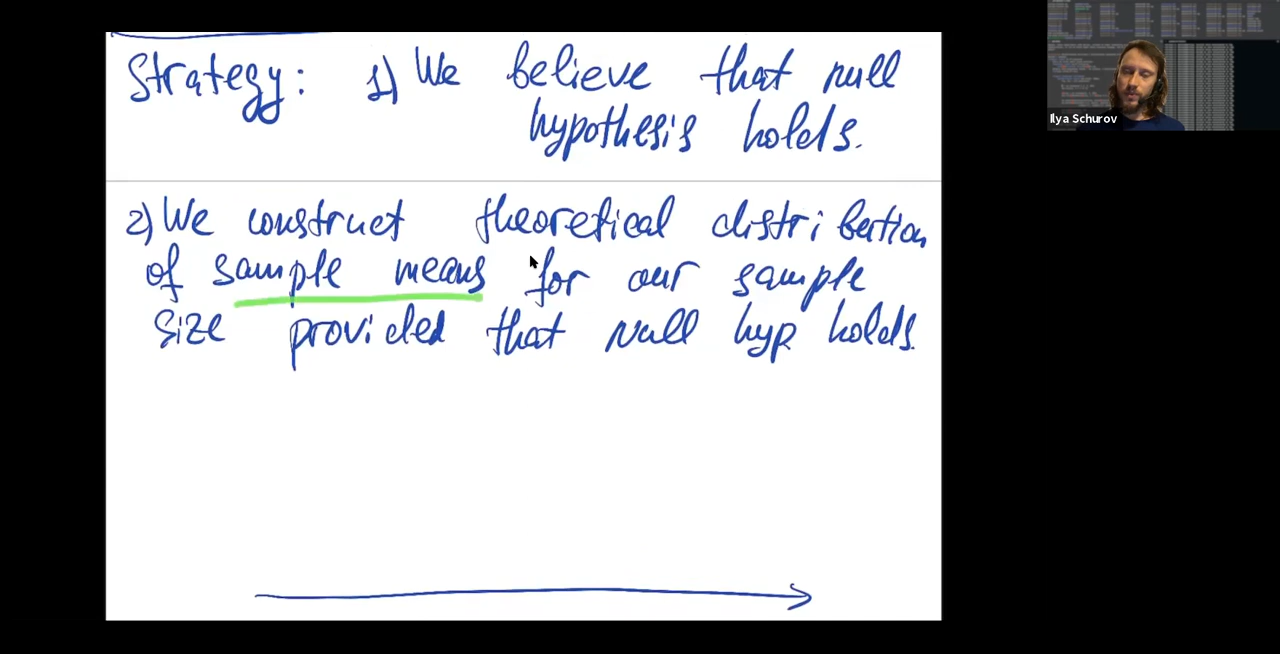 Strategy: 1) We believe that null
hypothesis holds.
2) We construct theoretical distribution
of sample means for our sample
size provided that null hyp holds.
Ilya Schurov